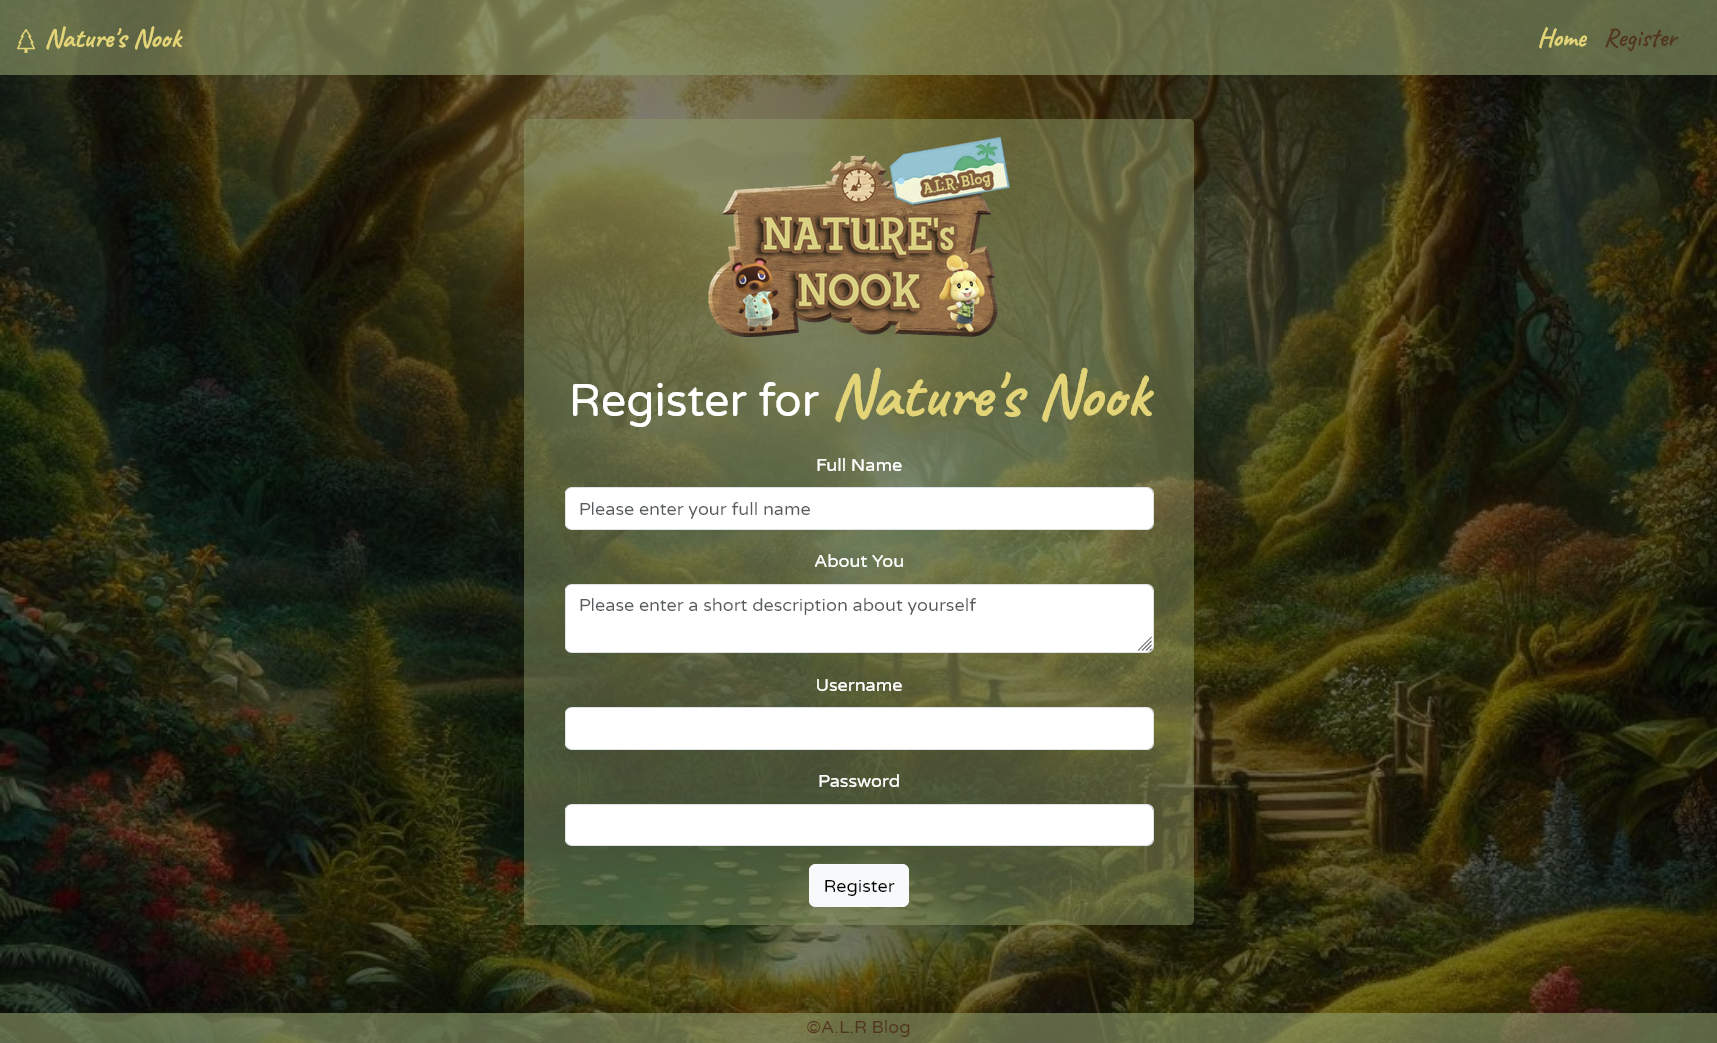 Nature's Nook
Home Register
A.L.R. Blog
NATURE's
NOOK
Register for Nature's Nook
Full Name
Please enter your full name
About You
Please enter a short description about yourself
Username
Password
Register
©A.L.R Blog